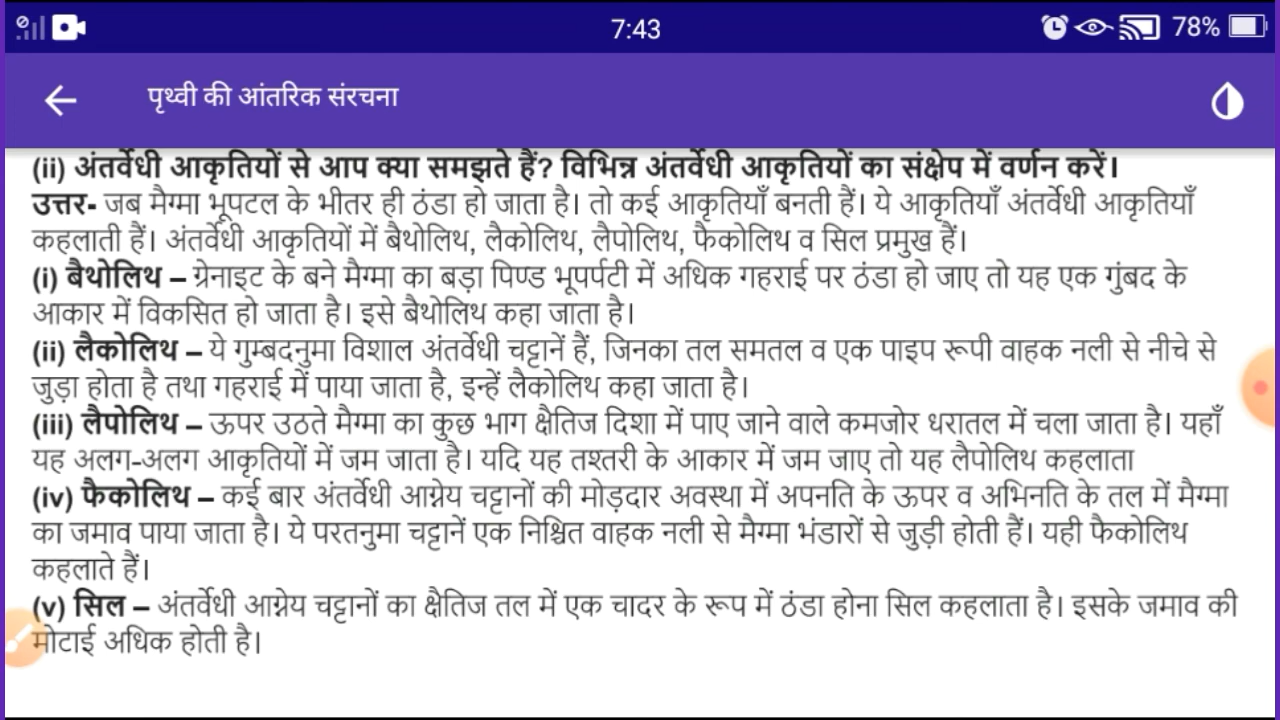 7:43
78%
पृथ्वी की आंतरिक संरचना
(ii) अंतर्वेधी आकृतियों से आप क्या समझते हैं? विभिन्न अंतर्वेधी आकृतियों का संक्षेप में वर्णन करें।
उत्तर- जब मैग्मा भूपटल के भीतर ही ठंडा हो जाता है। तो कई आकृतियाँ बनती हैं। ये आकृतियाँ अंतर्वेधी आकृतियाँ
कहलाती हैं। अंतर्वेधी आकृतियों में बैथोलिथ, लैकोलिथ, लैपोलिथ, फैकोलिथ व सिल प्रमुख हैं।
(i) बैथोलिथ – ग्रेनाइट के बने मैग्मा का बड़ा पिण्ड भूपर्पटी में अधिक गहराई पर ठंडा हो जाए तो यह एक गुंबद के
आकार में विकसित हो जाता है। इसे बैथोलिथ कहा जाता है।
(ii) लैकोलिथ – ये गुम्बदनुमा विशाल अंतर्वेधी चट्टानें हैं, जिनका तल समतल व एक पाइप रूपी वाहक नली से नीचे से
जुड़ा होता है तथा गहराई में पाया जाता है, इन्हें लैकोलिथ कहा जाता है।
(iii) लैपोलिथ – ऊपर उठते मैग्मा का कुछ भाग क्षैतिज दिशा में पाए जाने वाले कमजोर धरातल में चला जाता है। यहाँ
यह अलग-अलग आकृतियों में जम जाता है। यदि यह तश्तरी के आकार में जम जाए तो यह लैपोलिथ कहलाता
(iv) फैकोलिथ – कई बार अंतर्वेधी आग्नेय चट्टानों की मोड़दार अवस्था में अपनति के ऊपर व अभिनति के तल में मैग्मा
का जमाव पाया जाता है। ये परतनुमा चट्टानें एक निश्चित वाहक नली से मैग्मा भंडारों से जुड़ी होती हैं। यही फैकोलिथ
कहलाते हैं।
(v) सिल – अंतर्वेधी आग्नेय चट्टानों का क्षैतिज तल में एक चादर के रूप में ठंडा होना सिल कहलाता है। इसके जमाव की
मोटाई अधिक होती है।